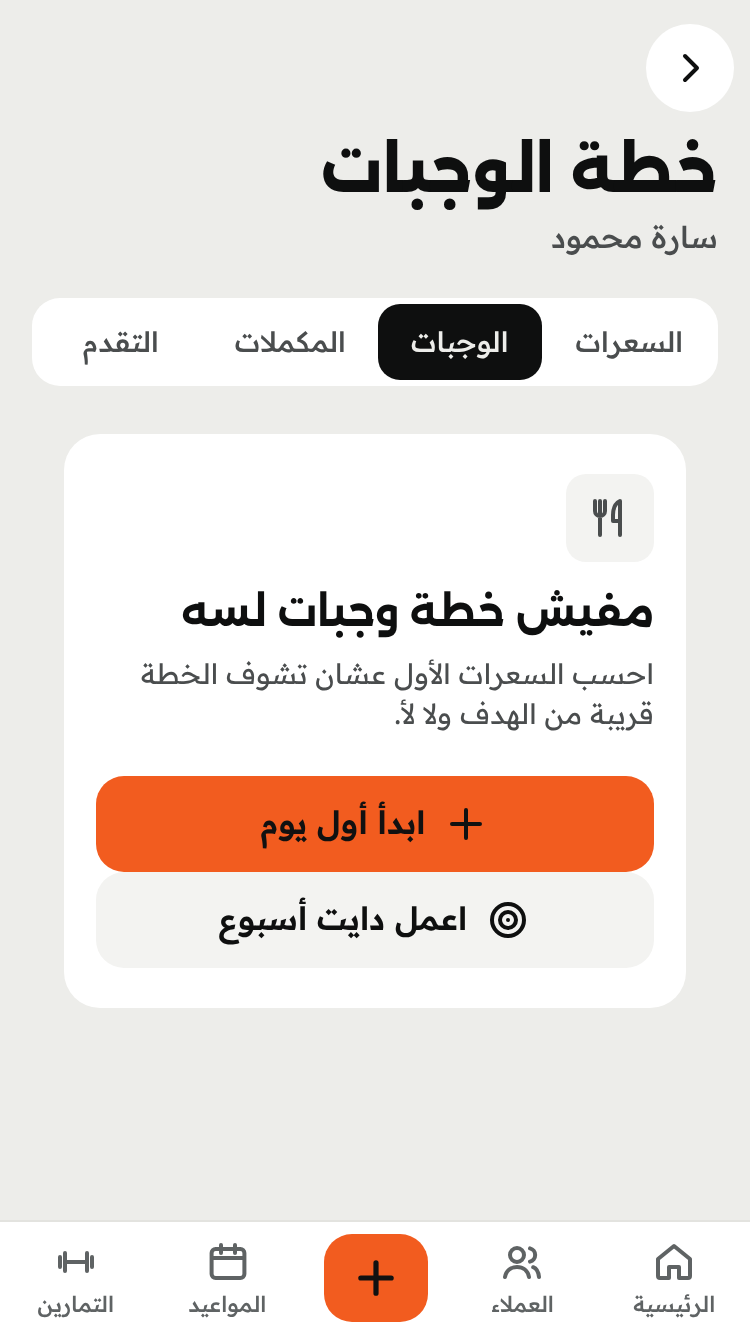 خطة الوجبات
سارة محمود
السعرات
الوجبات
المكملات
التقدم
مفيش خطة وجبات لسه
احسب السعرات الأول عشان تشوف الخطة
قريبة من الهدف ولا لأ.
ابدأ أول يوم
اعمل دايت أسبوع
الرئيسية
العملاء
المواعيد
التمارين